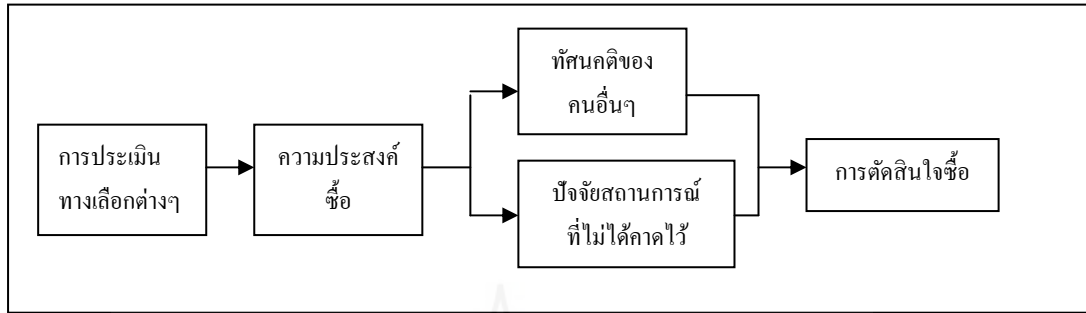 การประเมิน
ทางเลือกต่างๆ
ความประสงค์
ซื้อ
ทัศนคติของ
คนอื่นๆ
ปัจจัยสถานการณ์
ที่ไม่ได้คาดไว้
การตัดสินใจซื้อ